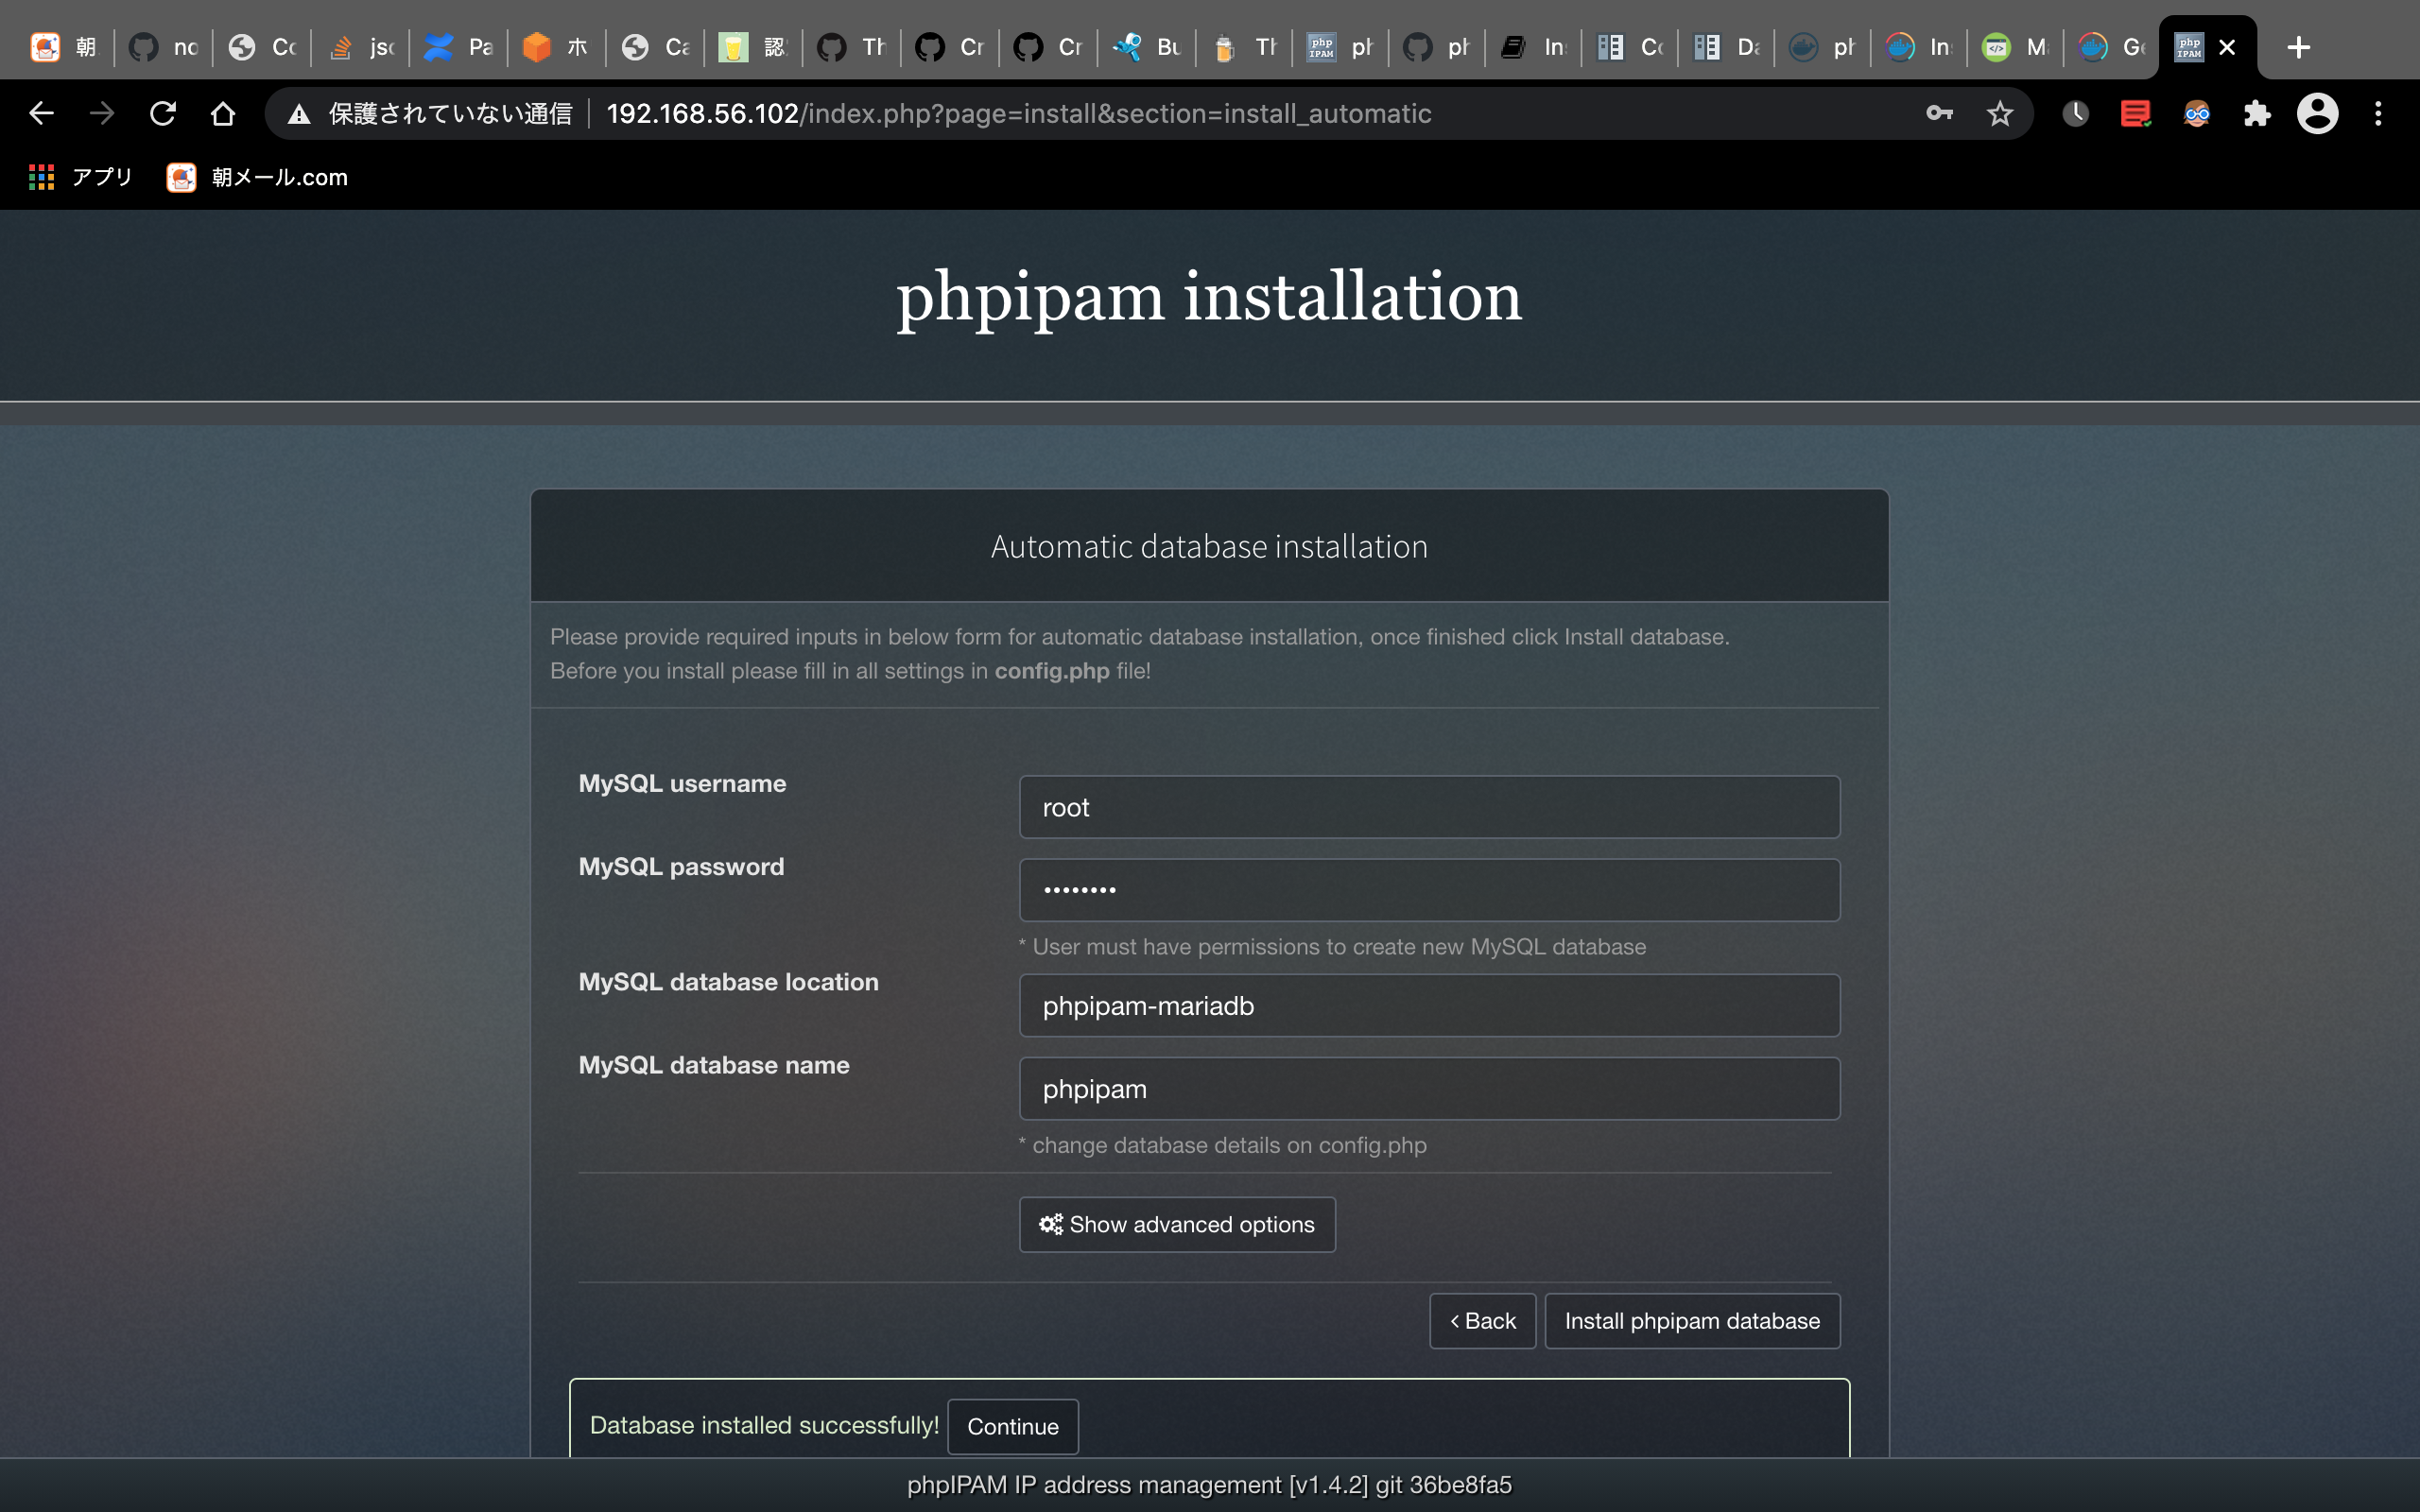 朝 nc Cc jsc Pa ホ Ca 認 Th Cr Cr Bu Th ph ph In Cc Da ph In M Ge
保護されていない通信 192.168.56.102/index.php?page=install&section=install_automatic
アプリ 朝メール.com
phpipam installation
Automatic database installation
Please provide required inputs in below form for automatic database installation, once finished click Install database.
Before you install please fill in all settings in config.php file!
MySQL username
root
MySQL password
••••••••
* User must have permissions to create new MySQL database
MySQL database location
phpipam-mariadb
MySQL database name
phpipam
* change database details on config.php
Show advanced options
Back Install phpipam database
Database installed successfully! Continue
phpIPAM IP address management [v1.4.2] git 36be8fa5